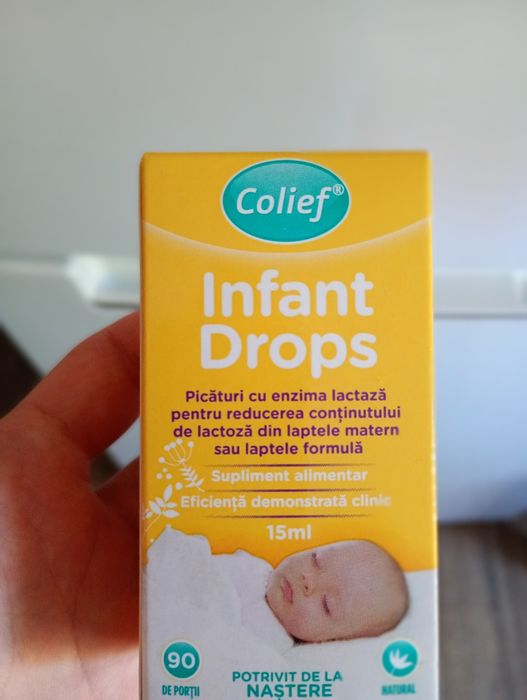 Colief®
Infant
Drops
Picături cu enzima lactază
pentru reducerea conținutului
de lactoză din laptele matern
sau laptele formulă
Supliment alimentar
Eficiență demonstrată clinic
15ml
90
DE PORȚII
POTRIVIT DE LA
NAȘTERE
NATURAL